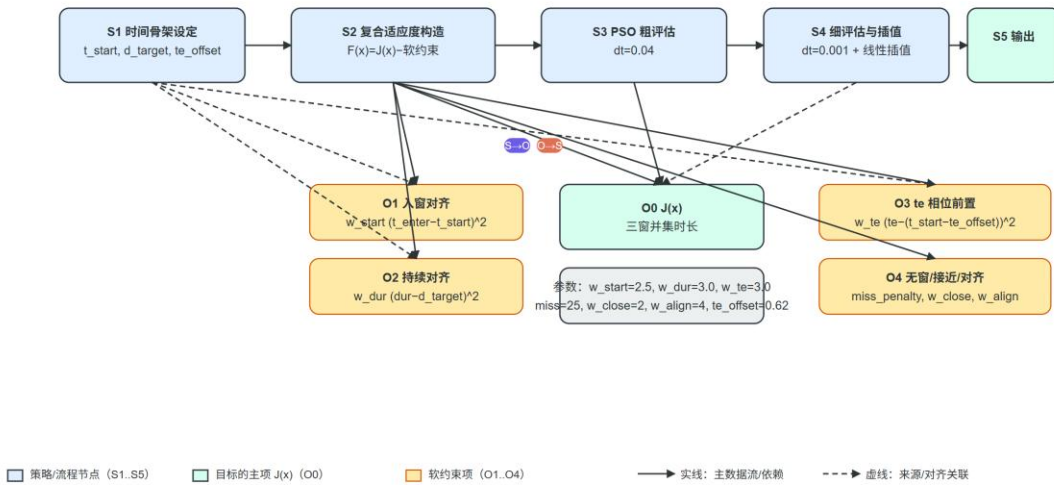 S1 时间骨架设定
t_start, d_target, te_offset
S2 复合适应度构造
F(x)=J(x)−软约束
S3 PSO 粗评估
dt=0.04
S4 细评估与插值
dt=0.001 + 线性插值
S5 输出
S→O
O→S
O1 入窗对齐
w_start (t_enter−t_start)^2
O0 J(x)
三窗并集时长
O3 te 相位前置
w_te (te−(t_start−te_offset))^2
O2 持续对齐
w_dur (dur−d_target)^2
参数：w_start=2.5, w_dur=3.0, w_te=3.0
miss=25, w_close=2, w_align=4, te_offset=0.62
O4 无窗/接近/对齐
miss_penalty, w_close, w_align
策略/流程节点（S1..S5）
目标的主项 J(x)（O0）
软约束项（O1..O4）
实线：主数据流/依赖
虚线：来源/对齐关联